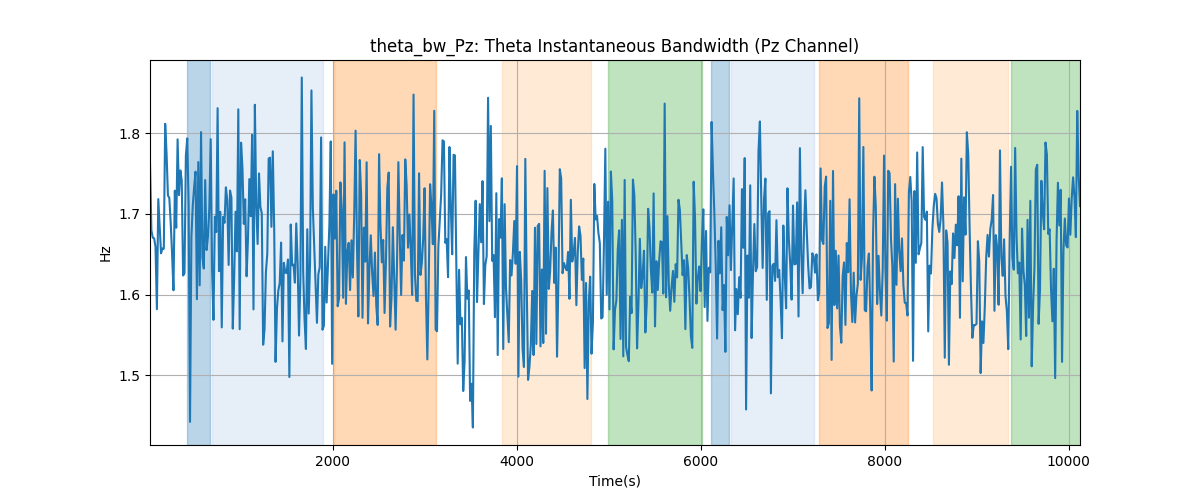 theta_bw_Pz: Theta Instantaneous Bandwidth (Pz Channel)
Hz
1.8
1.7
1.6
1.5
2000 4000 6000 8000 10000
Time(s)